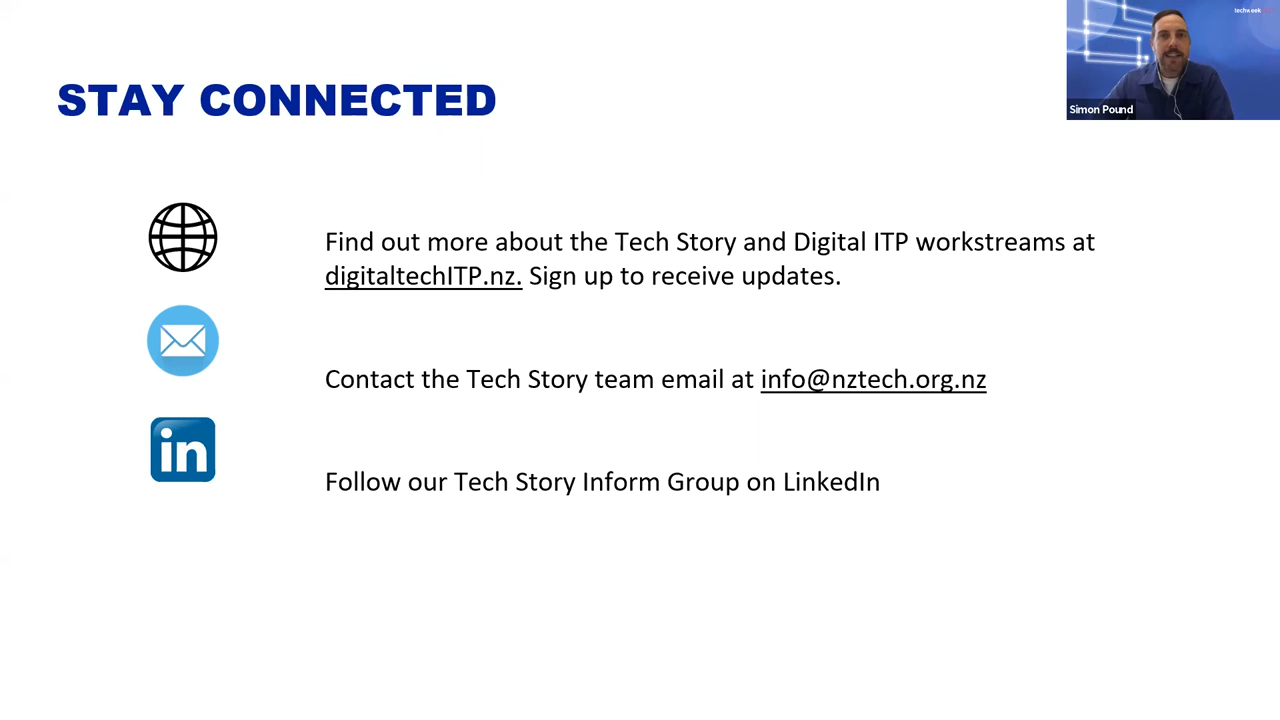 techweek
Simon Pound
STAY CONNECTED
Find out more about the Tech Story and Digital ITP workstreams at
digitaltechITP.nz. Sign up to receive updates.
Contact the Tech Story team email at info@nztech.org.nz
in
Follow our Tech Story Inform Group on LinkedIn